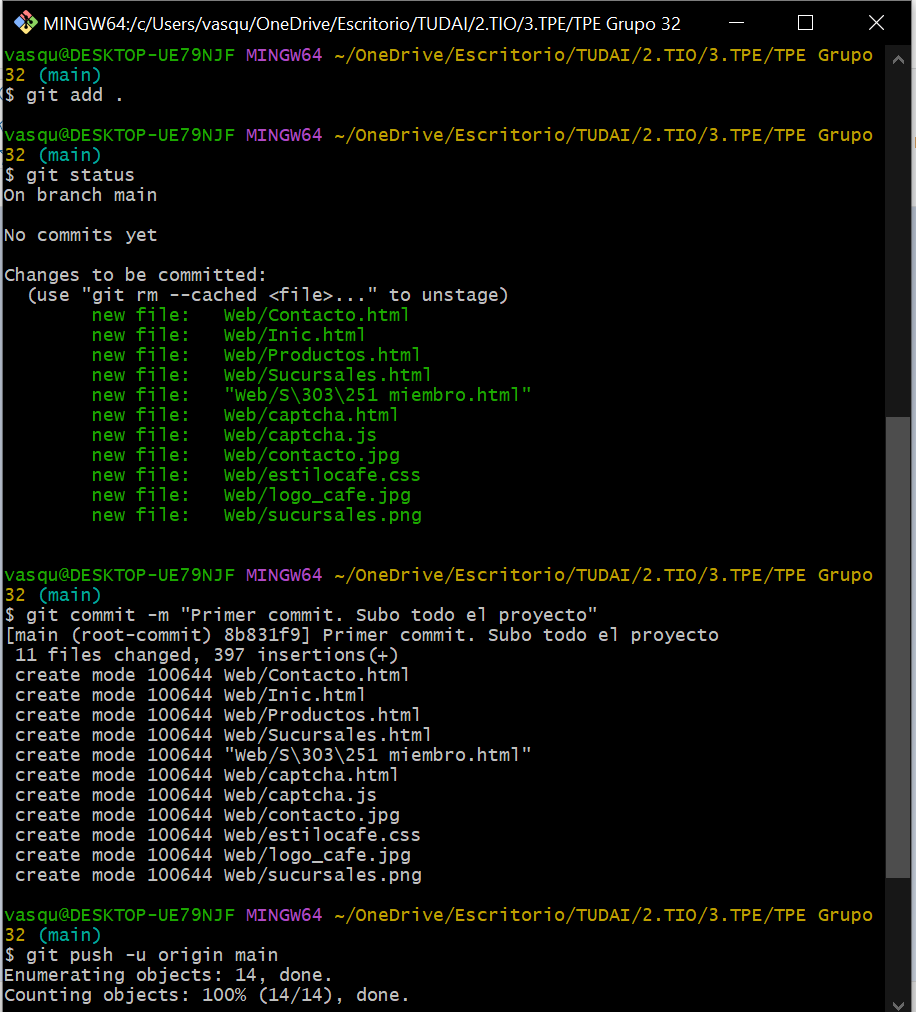 MINGW64:/c/Users/vasqu/OneDrive/Escritorio/TUDAI/2.TIO/3.TPE/TPE Grupo 32
vasqu@DESKTOP-UE79NJF MINGW64 ~/OneDrive/Escritorio/TUDAI/2.TIO/3.TPE/TPE Grupo
32 (main)
$ git add .
vasqu@DESKTOP-UE79NJF MINGW64 ~/OneDrive/Escritorio/TUDAI/2.TIO/3.TPE/TPE Grupo
32 (main)
$ git status
On branch main
No commits yet
Changes to be committed:
  (use "git rm --cached <file>..." to unstage)
        new file:   Web/Contacto.html
        new file:   Web/Inic.html
        new file:   Web/Productos.html
        new file:   Web/Sucursales.html
        new file:   "Web/S\303\251 miembro.html"
        new file:   Web/captcha.html
        new file:   Web/captcha.js
        new file:   Web/contacto.jpg
        new file:   Web/estilocafe.css
        new file:   Web/logo_cafe.jpg
        new file:   Web/sucursales.png
vasqu@DESKTOP-UE79NJF MINGW64 ~/OneDrive/Escritorio/TUDAI/2.TIO/3.TPE/TPE Grupo
32 (main)
$ git commit -m "Primer commit. Subo todo el proyecto"
[main (root-commit) 8b831f9] Primer commit. Subo todo el proyecto
 11 files changed, 397 insertions(+)
 create mode 100644 Web/Contacto.html
 create mode 100644 Web/Inic.html
 create mode 100644 Web/Productos.html
 create mode 100644 Web/Sucursales.html
 create mode 100644 "Web/S\303\251 miembro.html"
 create mode 100644 Web/captcha.html
 create mode 100644 Web/captcha.js
 create mode 100644 Web/contacto.jpg
 create mode 100644 Web/estilocafe.css
 create mode 100644 Web/logo_cafe.jpg
 create mode 100644 Web/sucursales.png
vasqu@DESKTOP-UE79NJF MINGW64 ~/OneDrive/Escritorio/TUDAI/2.TIO/3.TPE/TPE Grupo
32 (main)
$ git push -u origin main
Enumerating objects: 14, done.
Counting objects: 100% (14/14), done.